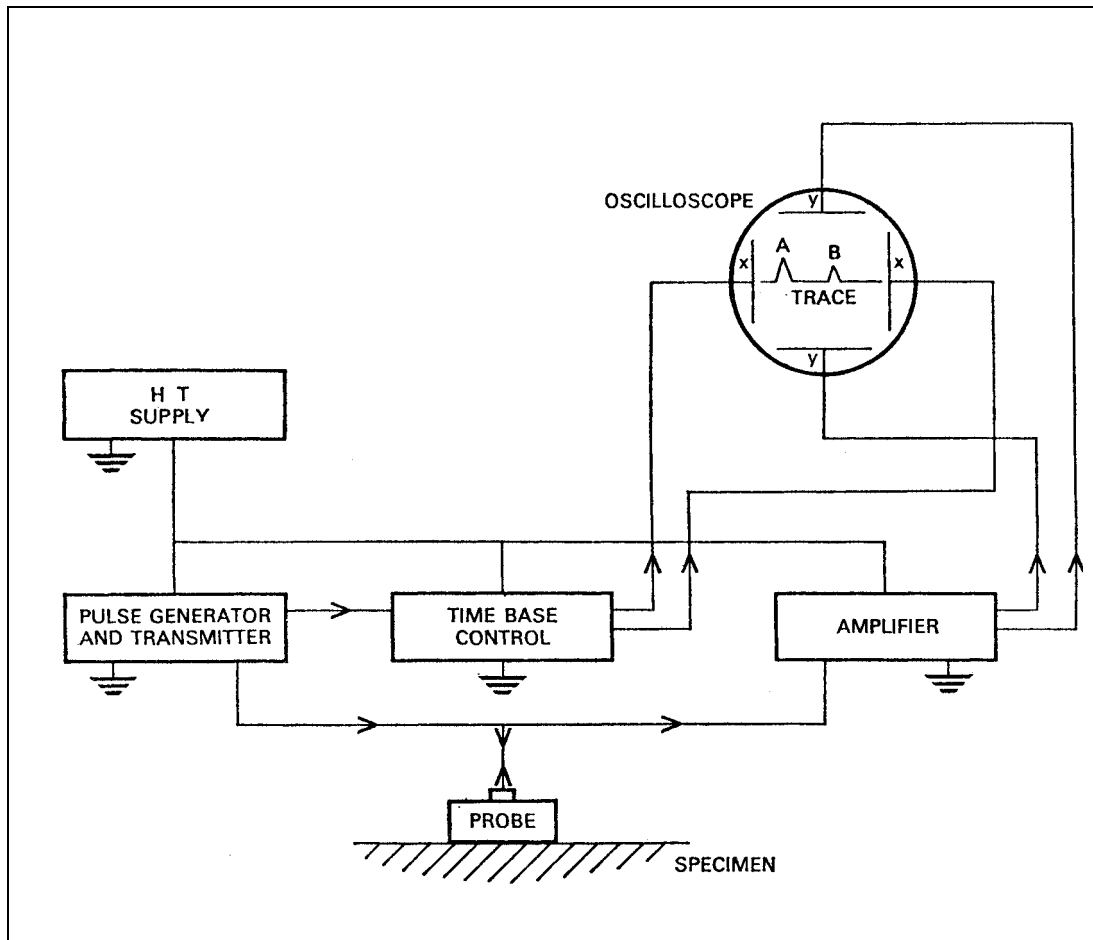 OSCILLOSCOPE
y
A
B
x
x
TRACE
y
H T
SUPPLY
PULSE GENERATOR
AND TRANSMITTER
TIME BASE
CONTROL
AMPLIFIER
PROBE
SPECIMEN